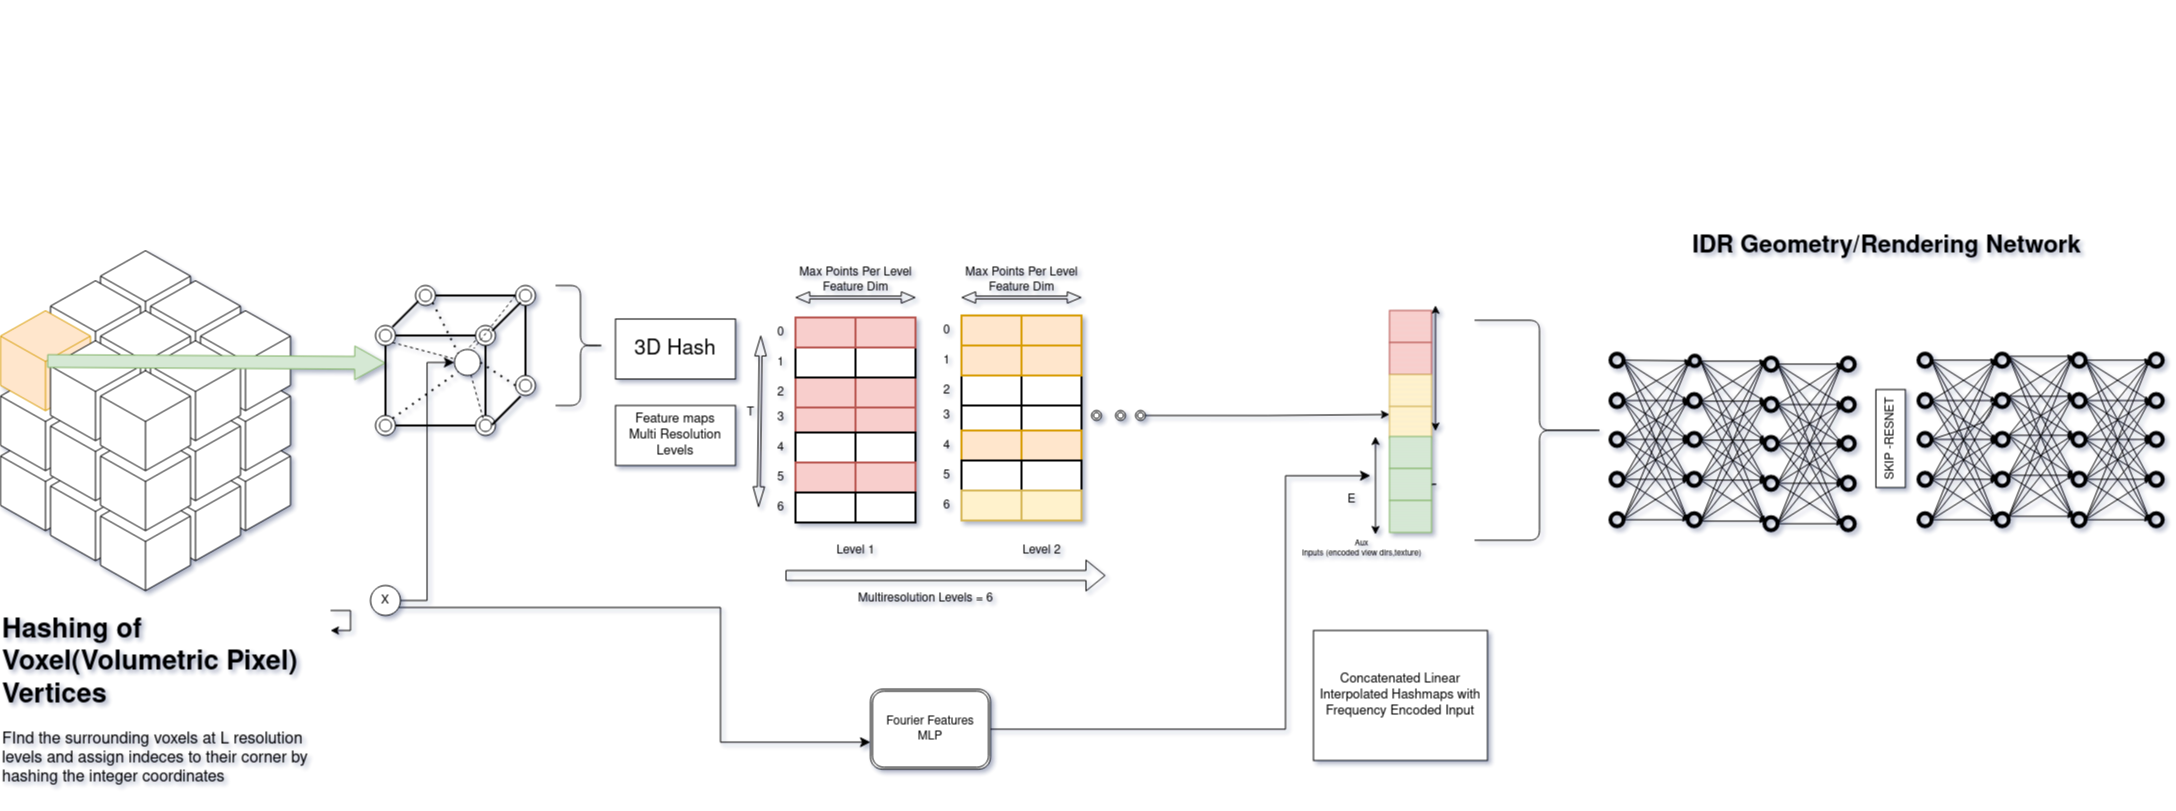 IDR Geometry/Rendering Network
Max Points Per Level
Feature Dim
Max Points Per Level
Feature Dim
3D Hash
Feature maps
Multi Resolution
Levels
T
0
1
2
3
4
5
6
0
1
2
3
4
5
6
Level 1
Level 2
Multiresolution Levels = 6
E
Aux
Inputs (encoded view dirs,texture)
SKIP -RESNET
X
Hashing of
Voxel(Volumetric Pixel)
Vertices
FInd the surrounding voxels at L resolution
levels and assign indeces to their corner by
hashing the integer coordinates
Fourier Features
MLP
Concatenated Linear
Interpolated Hashmaps with
Frequency Encoded Input